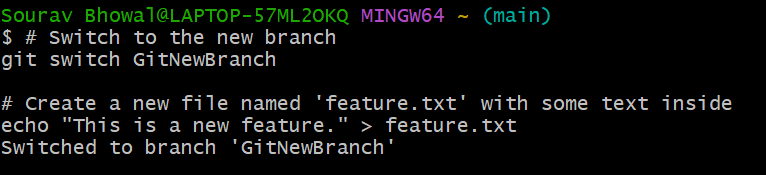 Sourav Bhowal@LAPTOP-57ML2OKQ MINGW64 ~ (main)
$ # Switch to the new branch
git switch GitNewBranch
# Create a new file named 'feature.txt' with some text inside
echo "This is a new feature." > feature.txt
Switched to branch 'GitNewBranch'